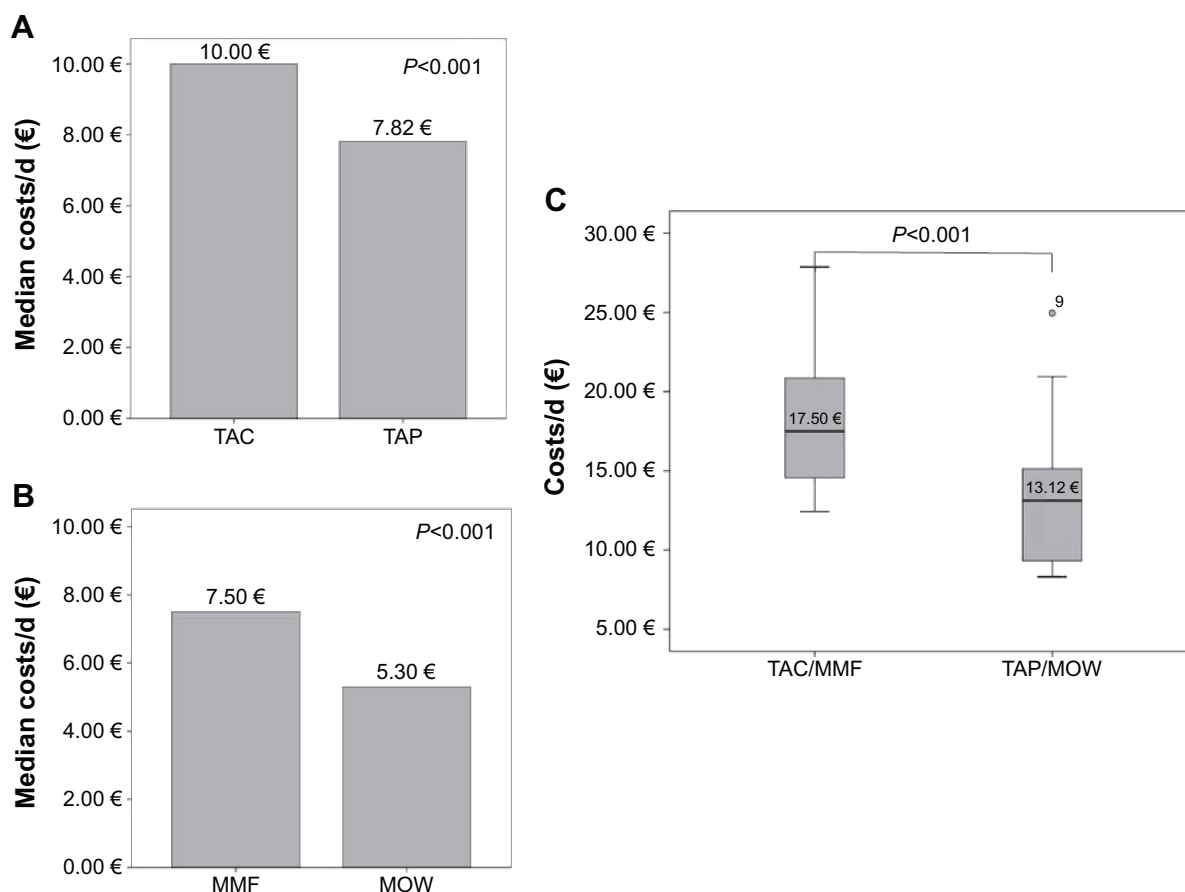 A
Median costs/d (€)
10.00 €
8.00 €
6.00 €
4.00 €
2.00 €
0.00 €
10.00 €
7.82 €
P<0.001
TAC
TAP
B
Median costs/d (€)
10.00 €
8.00 €
6.00 €
4.00 €
2.00 €
0.00 €
7.50 €
5.30 €
P<0.001
MMF
MOW
C
Costs/d (€)
30.00 €
25.00 €
20.00 €
15.00 €
10.00 €
5.00 €
P<0.001
9
17.50 €
13.12 €
TAC/MMF
TAP/MOW